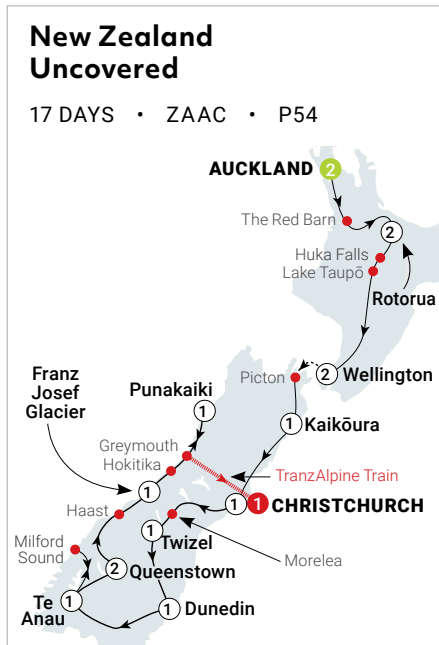 New Zealand
Uncovered
17 DAYS • ZAAC • P54
AUCKLAND 2
The Red Barn
2
Huka Falls
Lake Taupō
Rotorua
Franz
Josef
Glacier
Punakaiki
1
Picton
2 Wellington
1 Kaikōura
Greymouth
Hokitika
TranzAlpine Train
1
1 1 CHRISTCHURCH
Haast
1
Twizel
Morelea
Milford
Sound
2 Queenstown
Te
Anau
1
1 Dunedin